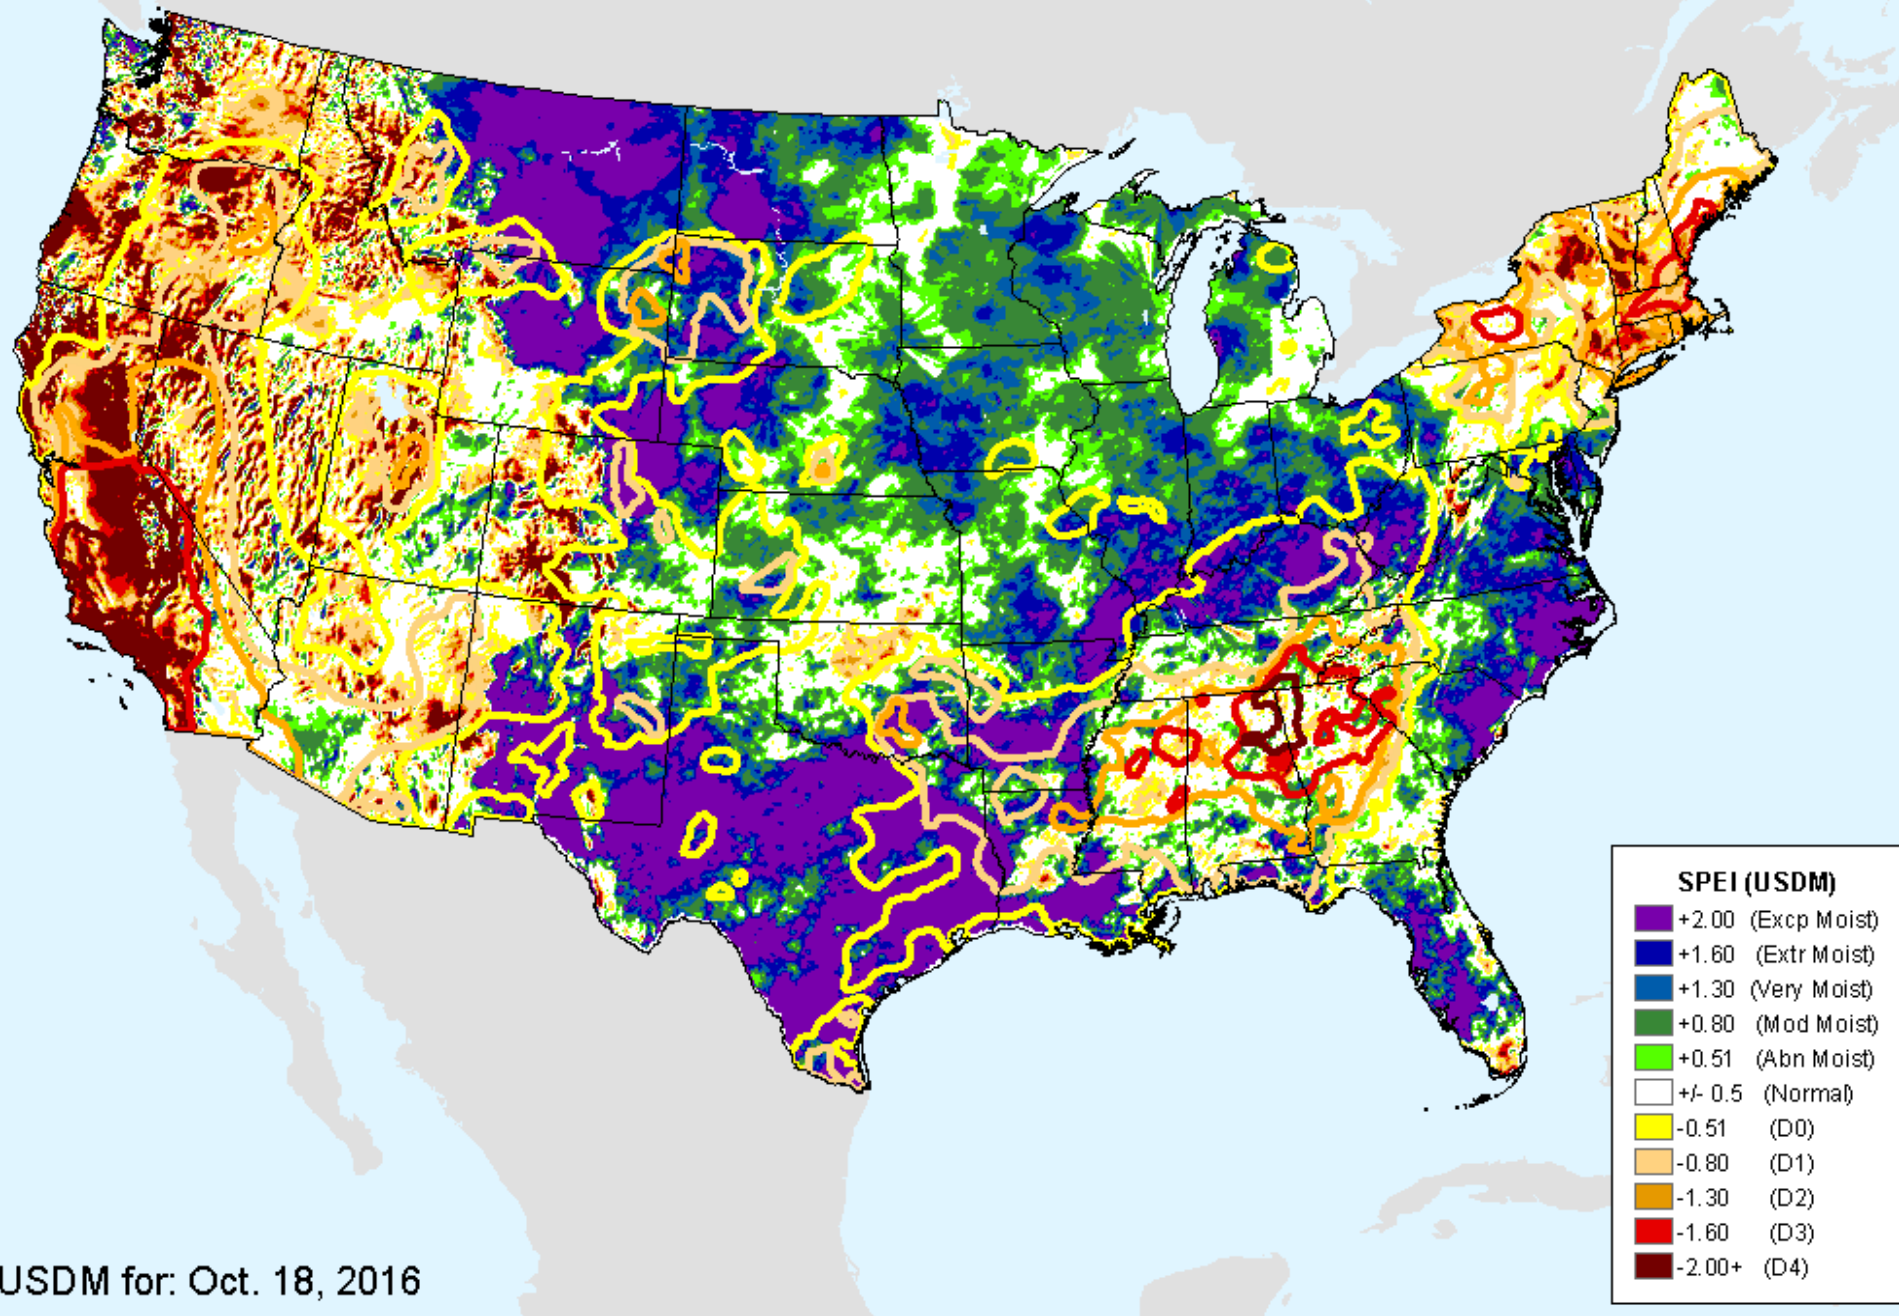 SPEI (USDM)
+2.00 (Excp Moist)
+1.60 (Extr Moist)
+1.30 (Very Moist)
+0.80 (Mod Moist)
+0.51 (Abn Moist)
+/- 0.5 (Normal)
-0.51 (D0)
-0.80 (D1)
-1.30 (D2)
-1.60 (D3)
-2.00+ (D4)
USDM for: Oct. 18, 2016